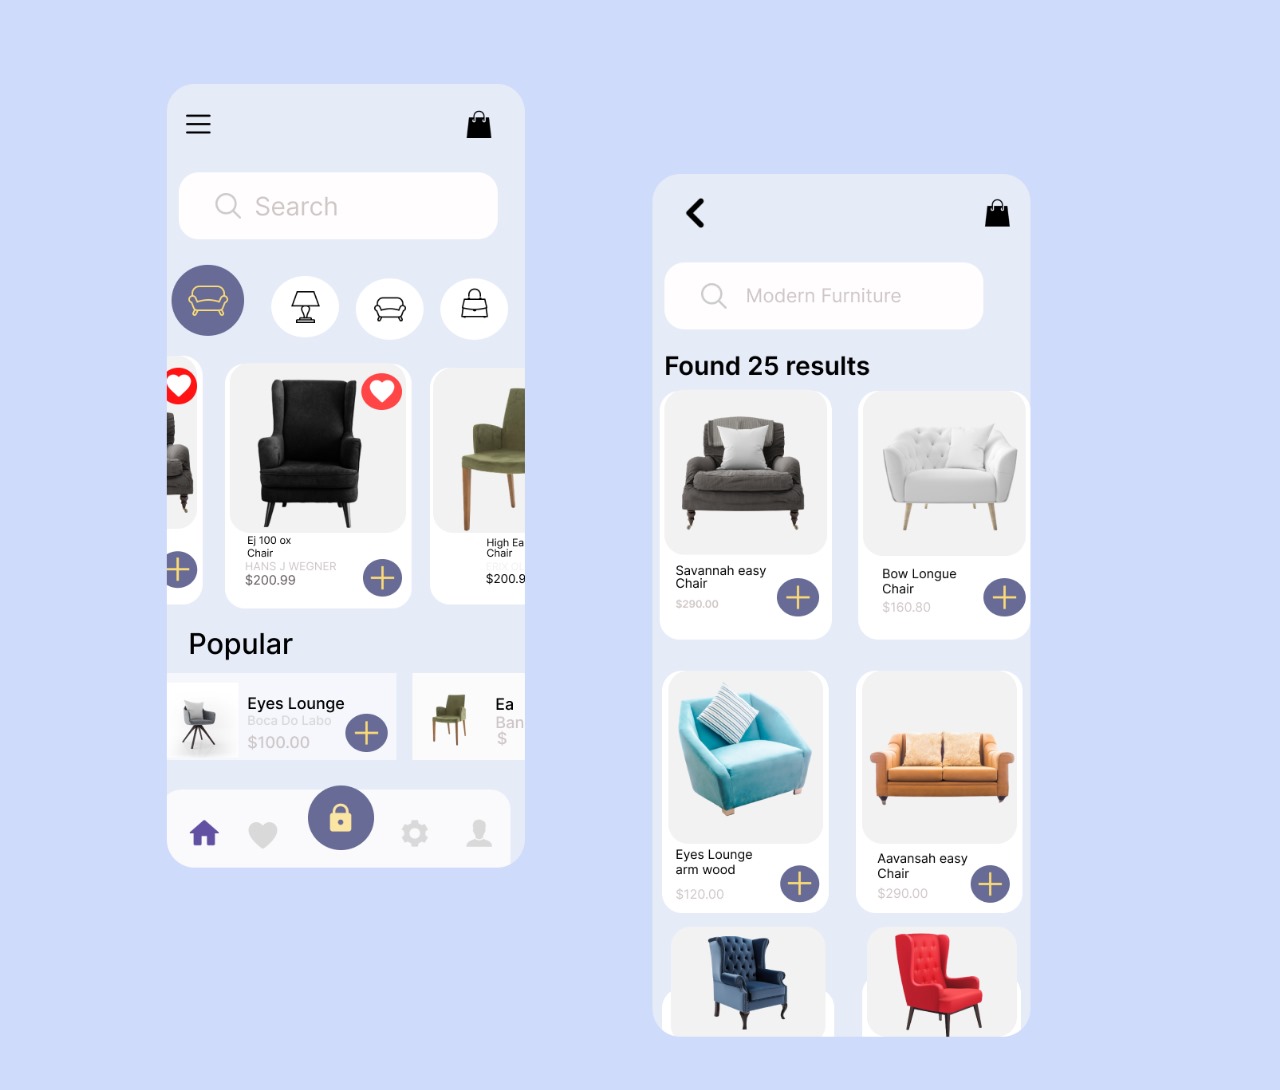 Search
Ej 100 ox
Chair
HANS J WEGNER
$200.99
High Ea
Chair
$200.9
Popular
Eyes Lounge
Boca Do Labo
$100.00
Ea
Ban
$
Modern Furniture
Found 25 results
Savannah easy
Chair
$290.00
Bow Longue
Chair
$160.80
Eyes Lounge
arm wood
$120.00
Aavansah easy
Chair
$290.00